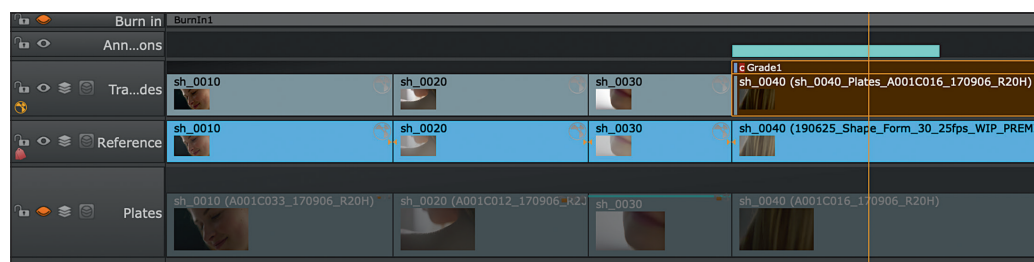 Burn in BurnIn1
Ann...ons
c Grade1
Tra...des sh_0010 sh_0020 sh_0030 sh_0040 (sh_0040_Plates_A001C016_170906_R20H)
Reference sh_0010 sh_0020 sh_0030 sh_0040 (190625_Shape_Form_30_25fps_WIP_PREM
Plates sh_0010 (A001C033_170906_R20H) sh_0020 (A001C012_170906_R2 sh_0030 sh_0040 (A001C016_170906_R20H)